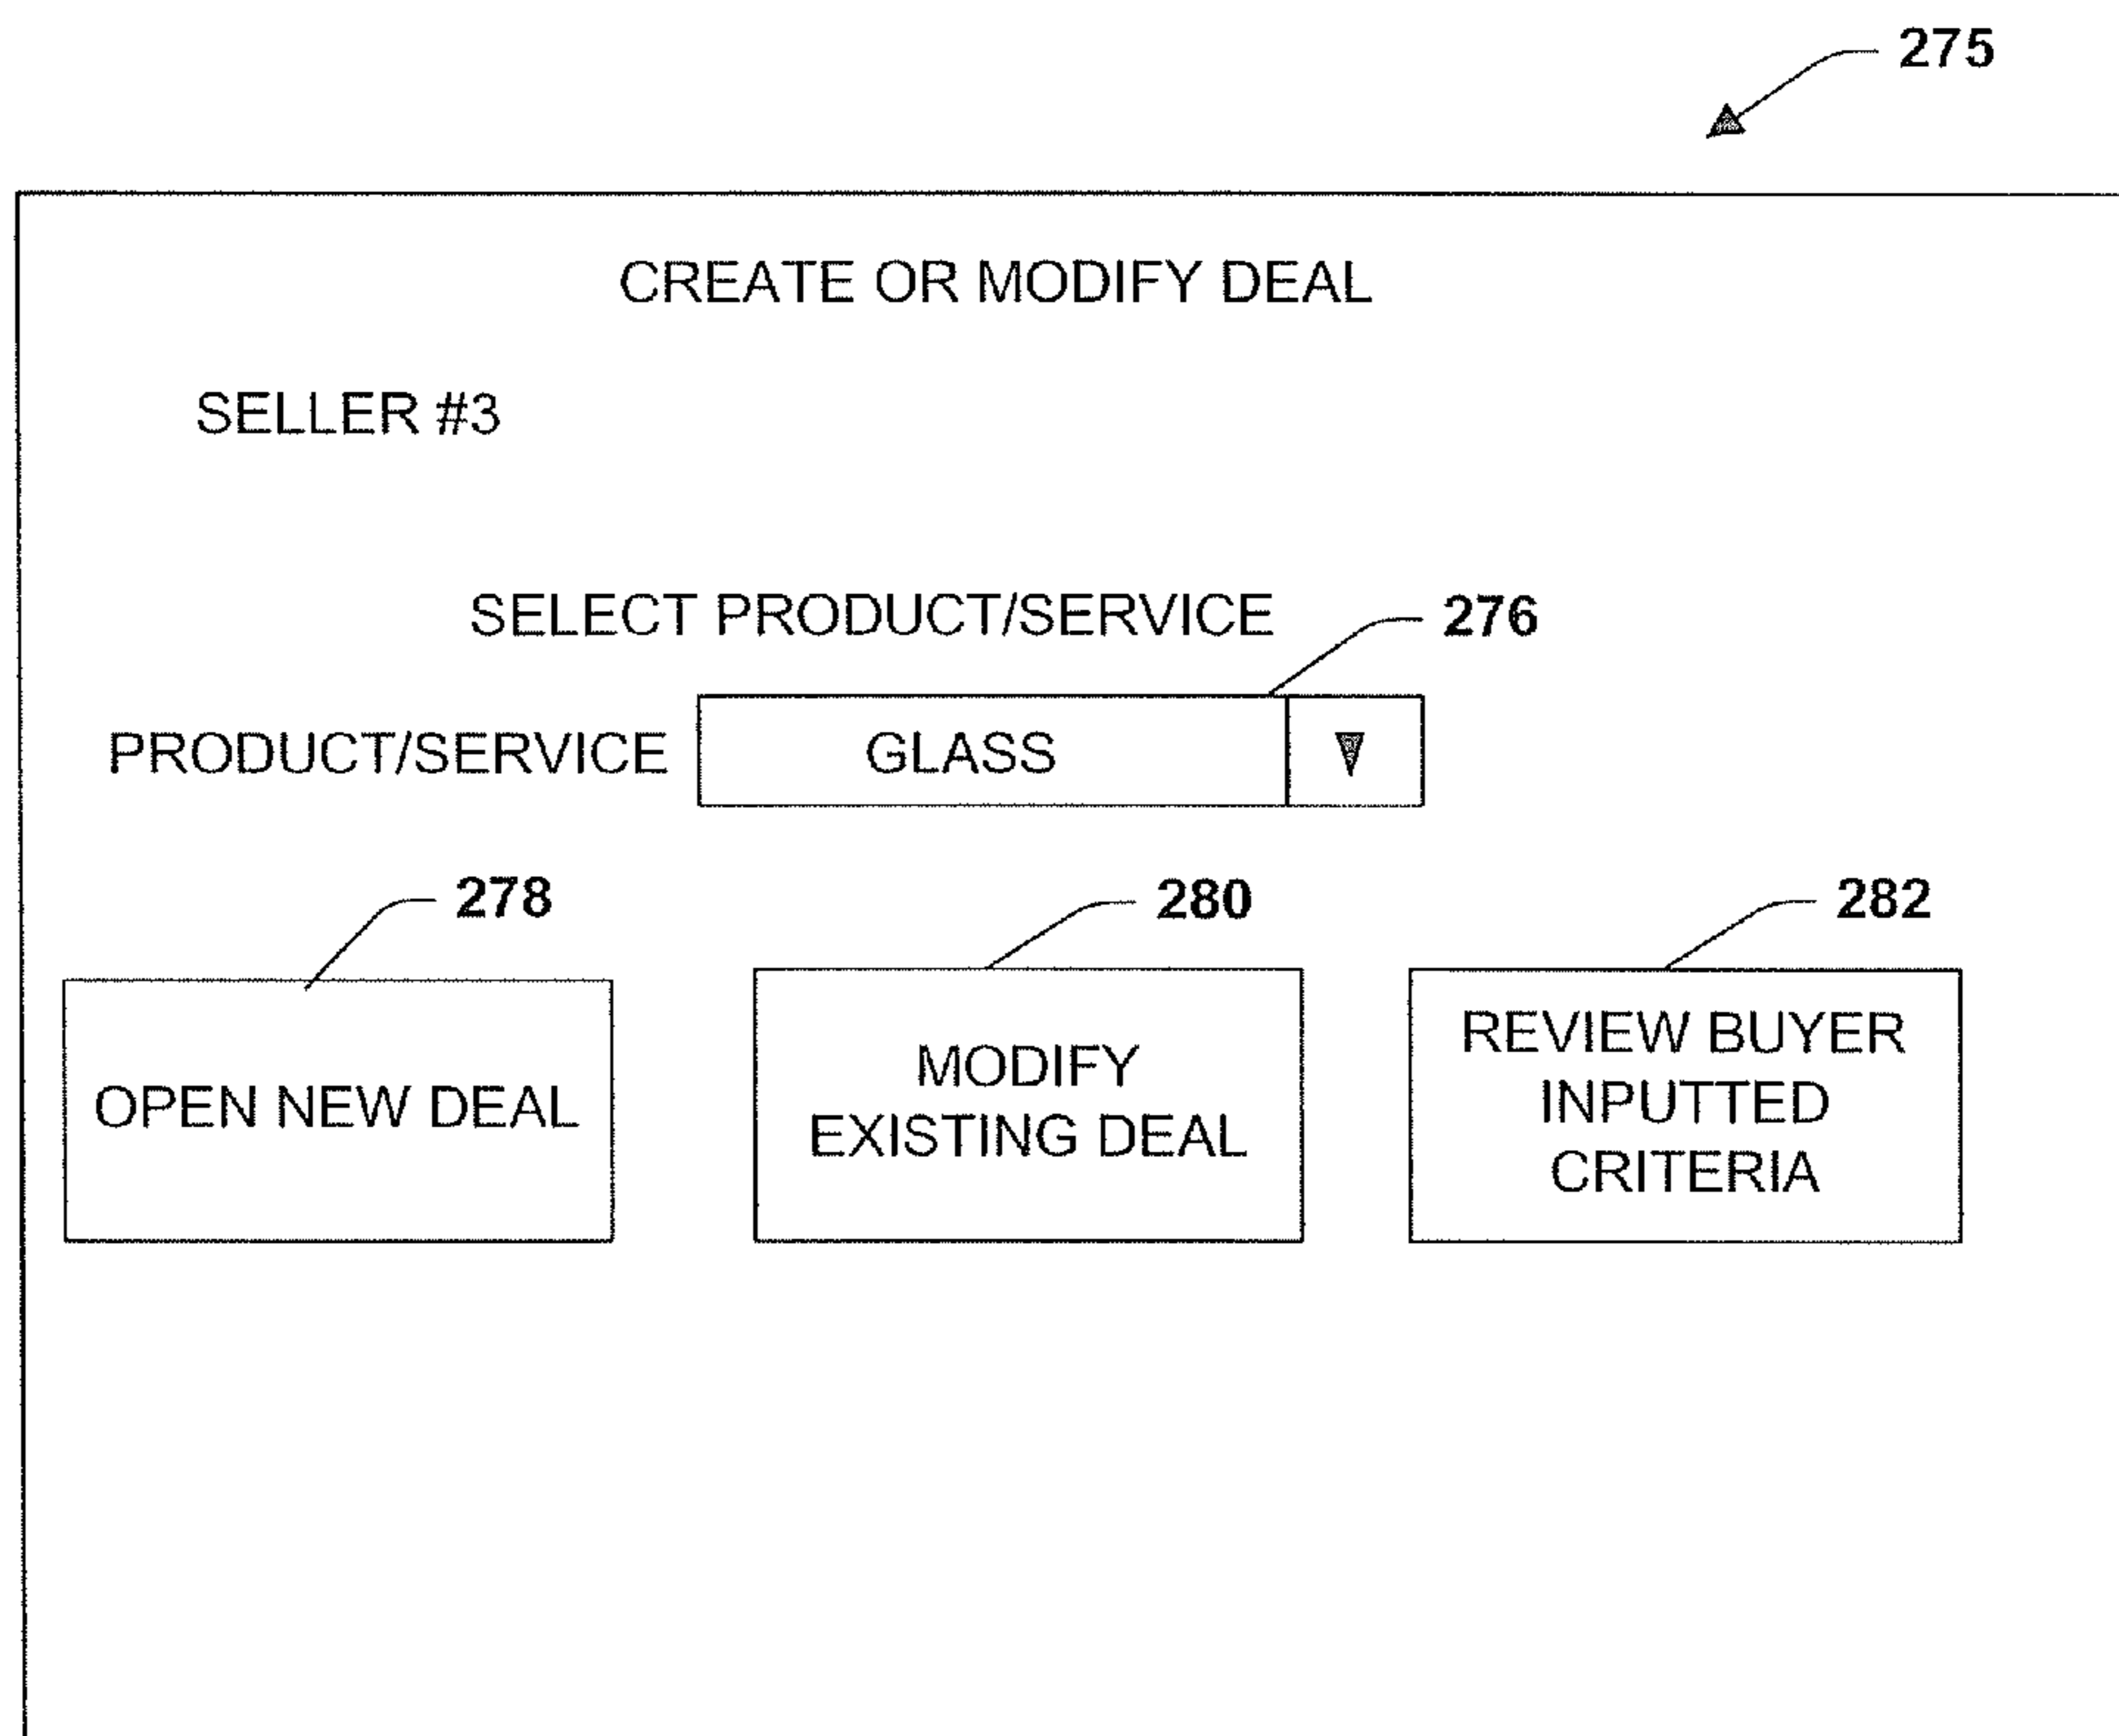 275
CREATE OR MODIFY DEAL
SELLER #3
SELECT PRODUCT/SERVICE
276
PRODUCT/SERVICE
GLASS
278
280
282
OPEN NEW DEAL
MODIFY
EXISTING DEAL
REVIEW BUYER
INPUTTED
CRITERIA